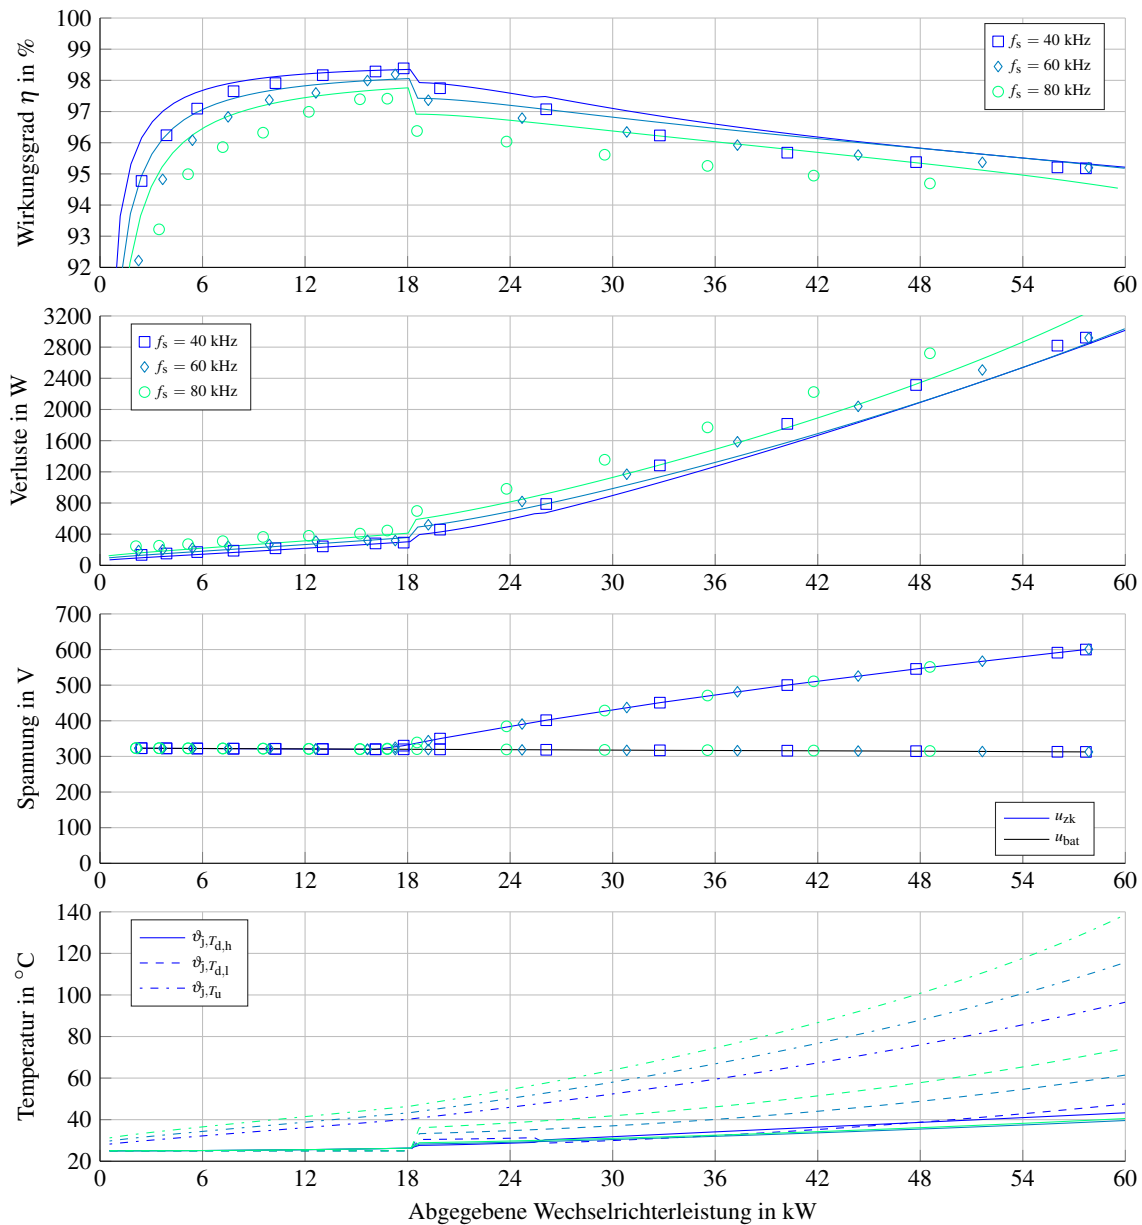 100
99
98
97
96
95
94
93
92
Wirkungsgrad η in %
fs = 40 kHz
fs = 60 kHz
fs = 80 kHz
0 6 12 18 24 30 36 42 48 54 60
3200
2800
2400
2000
1600
1200
800
400
0
Verluste in W
fs = 40 kHz
fs = 60 kHz
fs = 80 kHz
0 6 12 18 24 30 36 42 48 54 60
700
600
500
400
300
200
100
0
Spannung in V
uzk
ubat
0 6 12 18 24 30 36 42 48 54 60
140
120
100
80
60
40
20
Temperatur in °C
ϑj,Td,h
ϑj,Td,l
ϑj,Tu
0 6 12 18 24 30 36 42 48 54 60
Abgegebene Wechselrichterleistung in kW